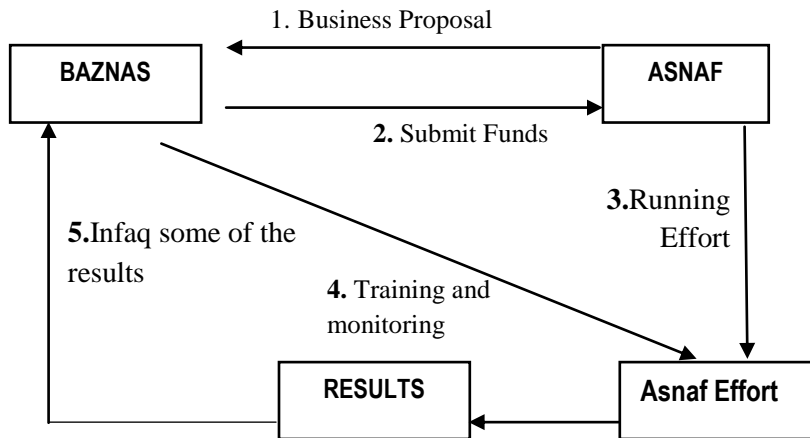 1. Business Proposal
BAZNAS
ASNAF
2. Submit Funds
3.Running
Effort
5.Infaq some of the
results
4. Training and
monitoring
RESULTS
Asnaf Effort